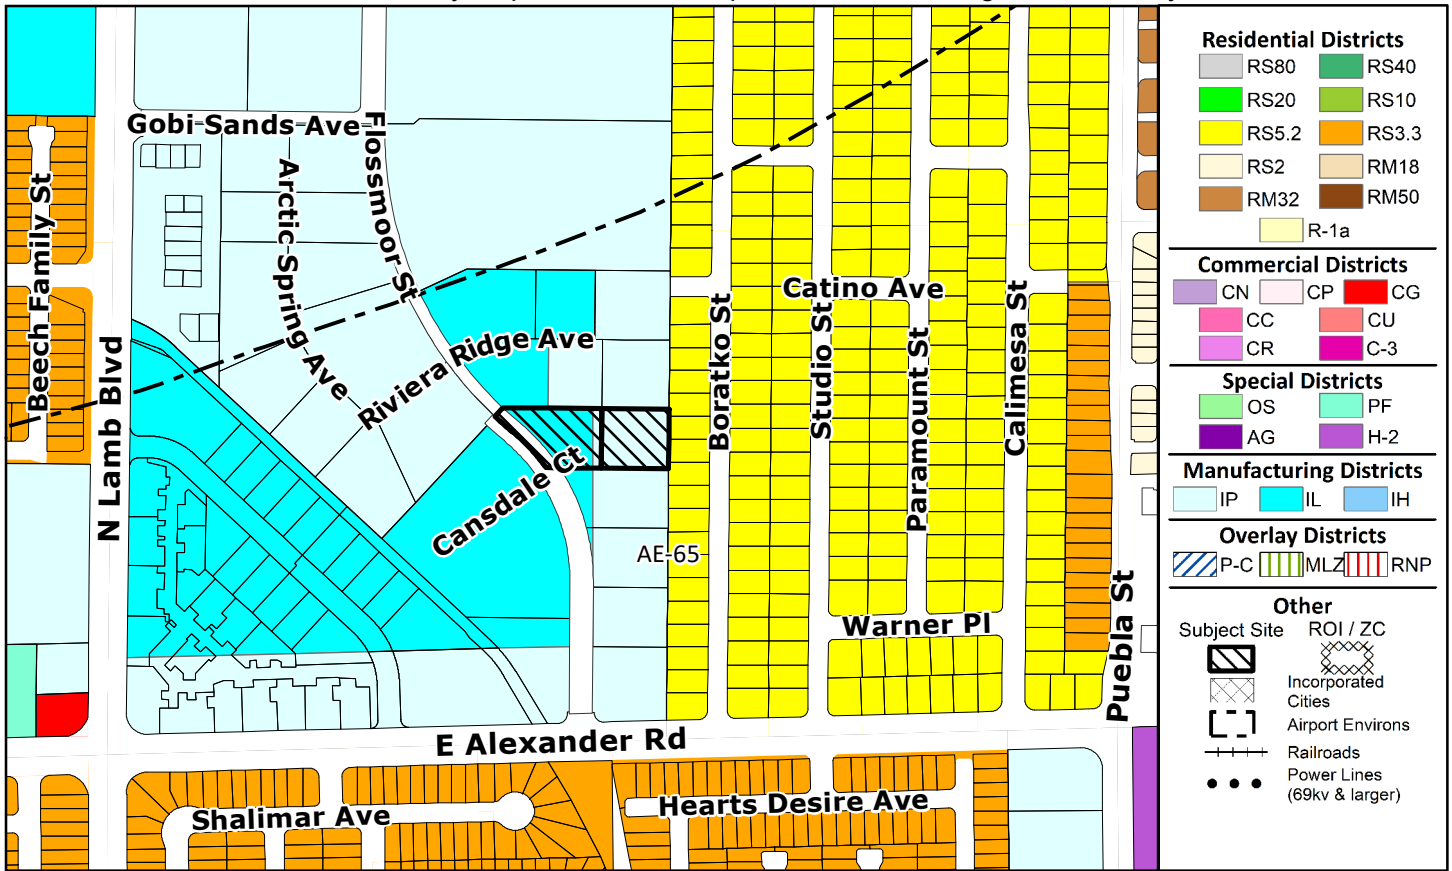 Gobi Sands Ave
Flossmoor St
Arctic Spring Ave
Beech Family St
N Lamb Blvd
Riviera Ridge Ave
Cansdale Ct
Catino Ave
Boratko St
Studio St
Paramount St
Calimesa St
AE-65
Warner Pl
Puebla St
E Alexander Rd
Shalimar Ave
Hearts Desire Ave
Residential Districts
RS80 RS40
RS20 RS10
RS5.2 RS3.3
RS2 RM18
RM32 RM50
R-1a
Commercial Districts
CN CP CG
CC CU
CR C-3
Special Districts
OS PF
AG H-2
Manufacturing Districts
IP IL IH
Overlay Districts
P-C MLZ RNP
Other
Subject Site ROI / ZC
Incorporated
Cities
Airport Environs
Railroads
Power Lines
(69kv & larger)